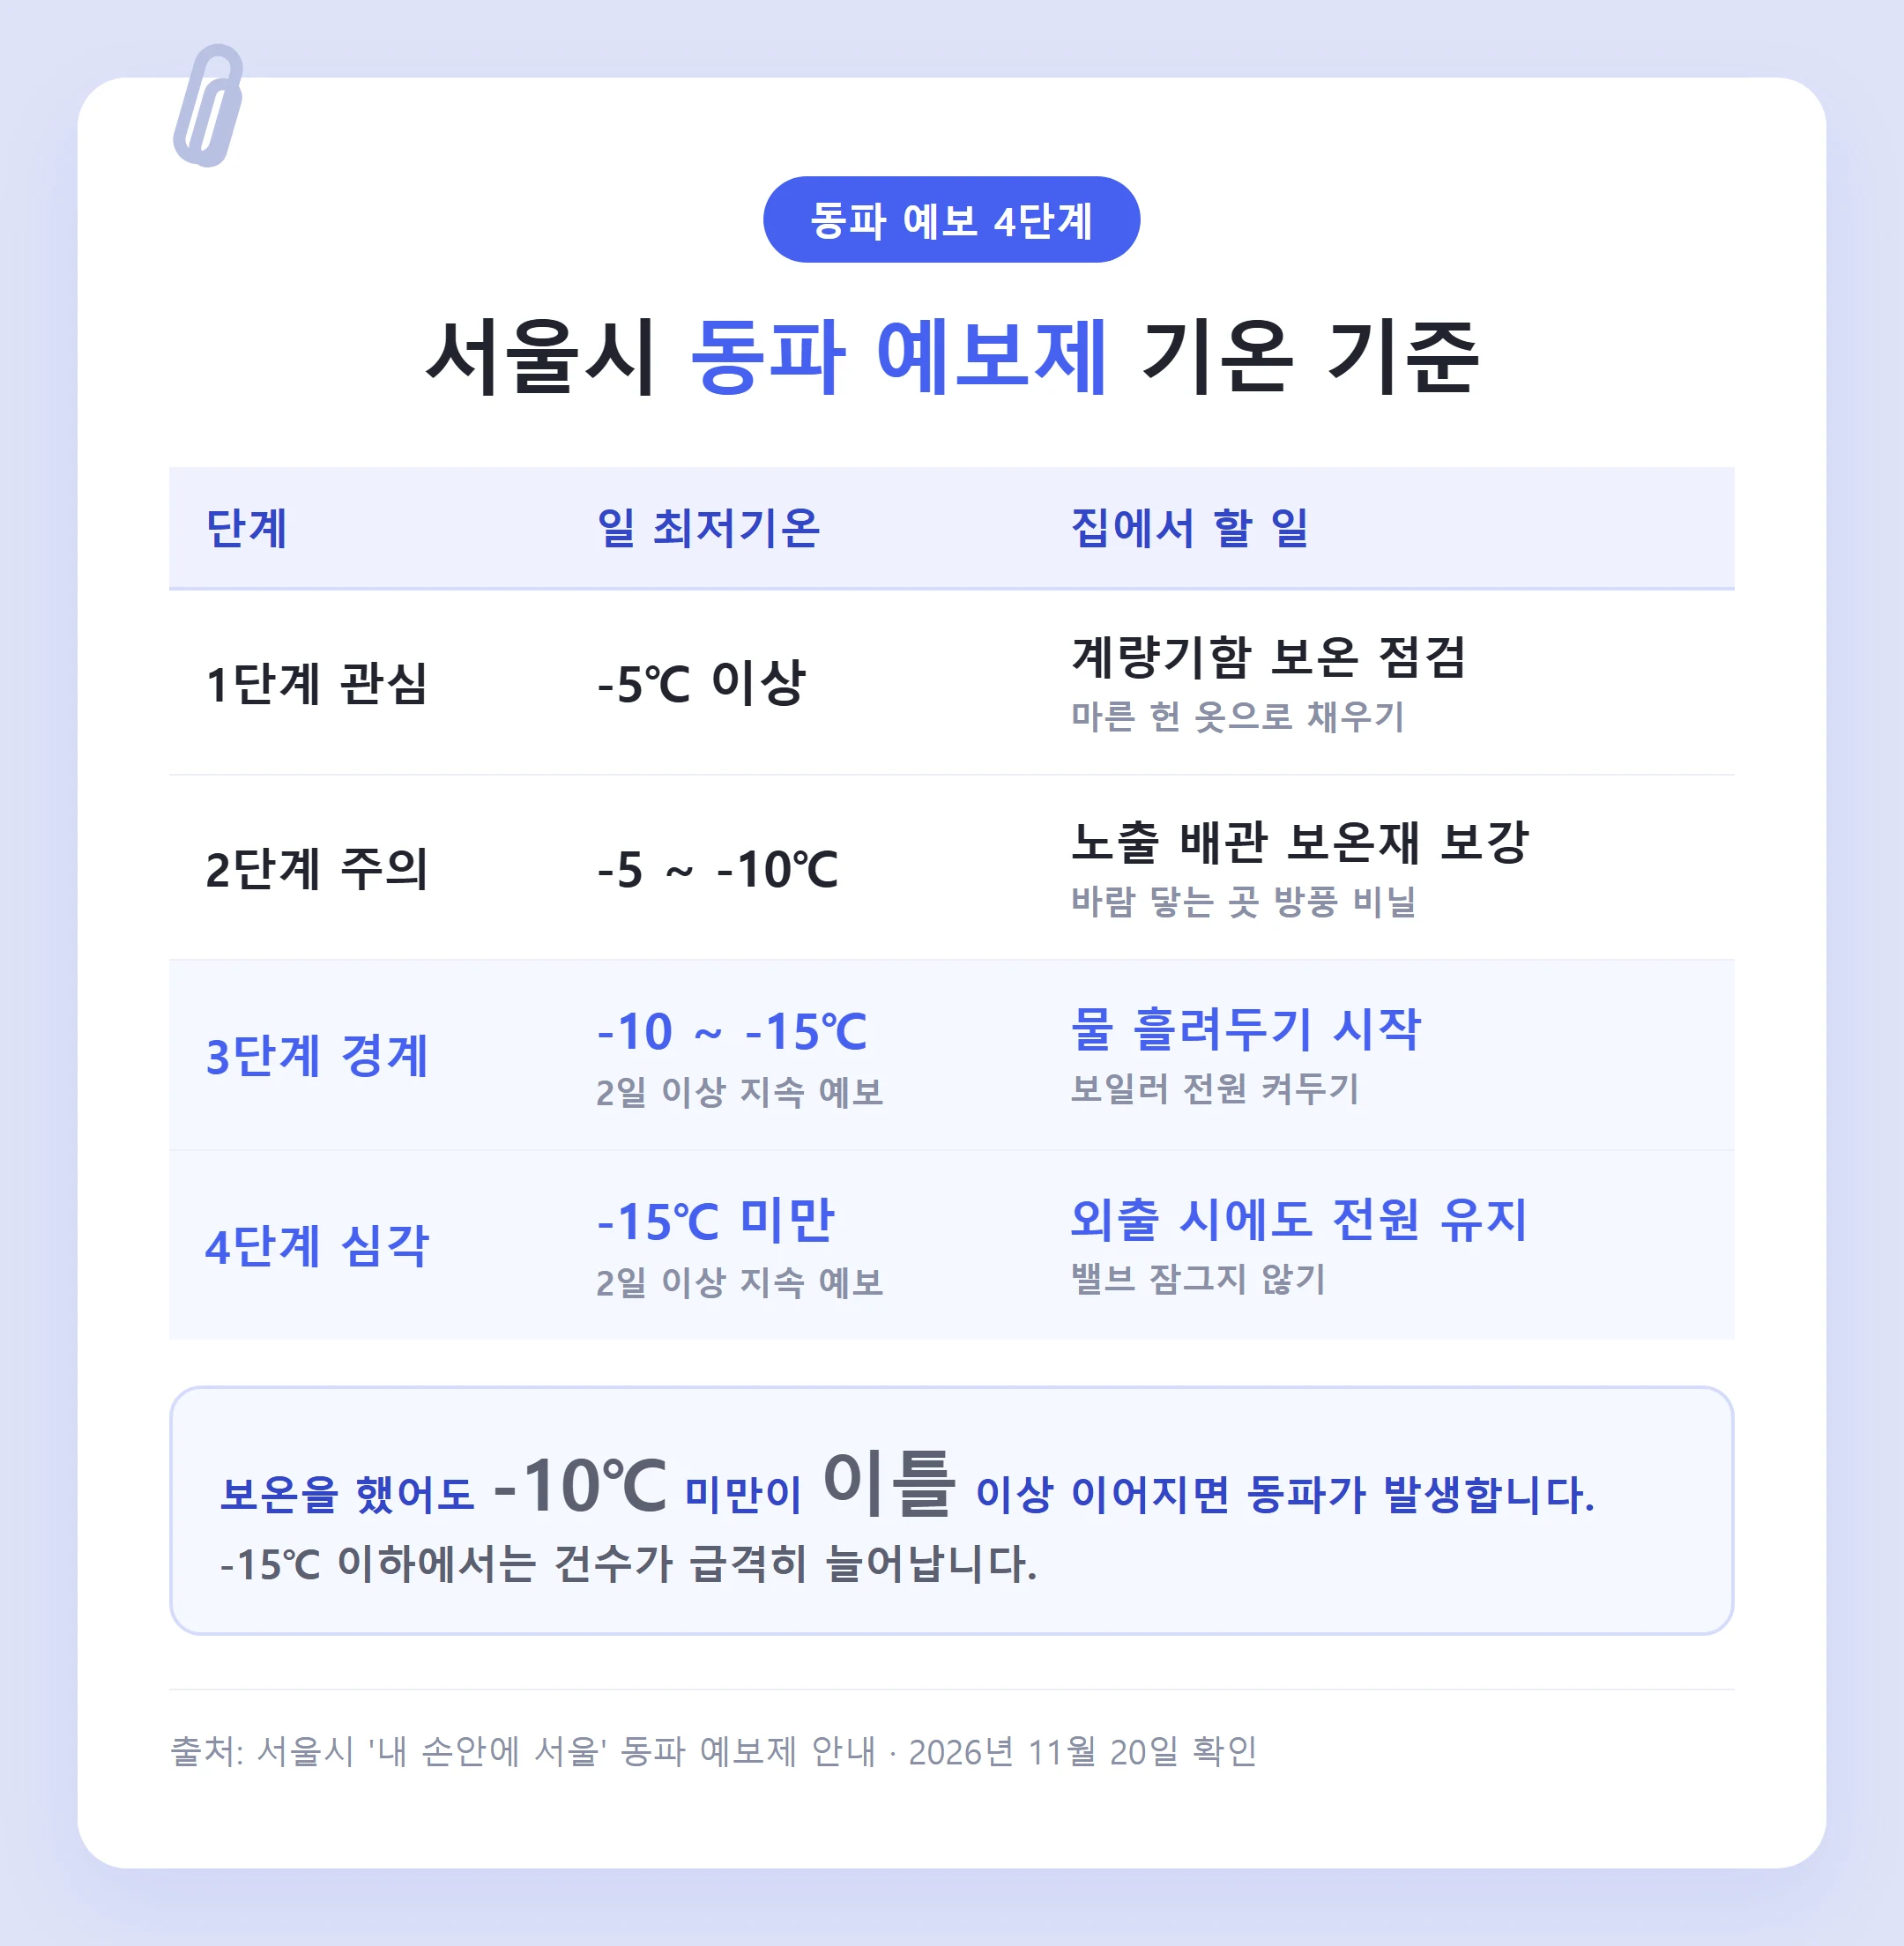 동파 예보 4단계
서울시 동파 예보제 기온 기준
단계 일 최저기온 집에서 할 일
1단계 관심 -5℃ 이상 계량기함 보온 점검
마른 헌 옷으로 채우기
2단계 주의 -5 ~ -10℃ 노출 배관 보온재 보강
바람 닿는 곳 방풍 비닐
3단계 경계 -10 ~ -15℃ 물 흘려두기 시작
2일 이상 지속 예보 보일러 전원 켜두기
4단계 심각 -15℃ 미만 외출 시에도 전원 유지
2일 이상 지속 예보 밸브 잠그지 않기
보온을 했어도 -10℃ 미만이 이틀 이상 이어지면 동파가 발생합니다.
-15℃ 이하에서는 건수가 급격히 늘어납니다.
출처: 서울시 '내 손안에 서울' 동파 예보제 안내 · 2026년 11월 20일 확인